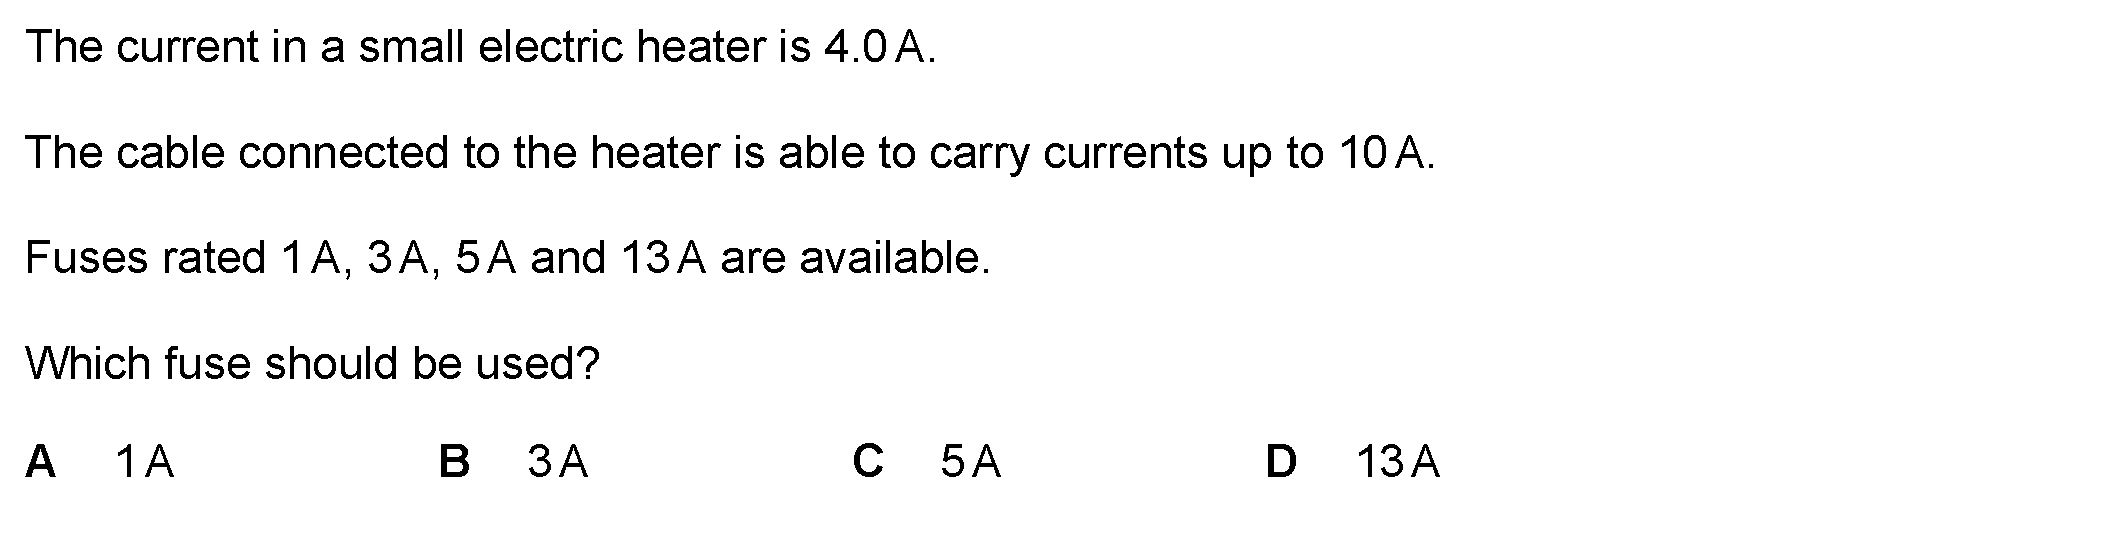 The current in a small electric heater is 4.0 A.
The cable connected to the heater is able to carry currents up to 10 A.
Fuses rated 1 A, 3 A, 5 A and 13 A are available.
Which fuse should be used?
A 1 A B 3 A C 5 A D 13 A